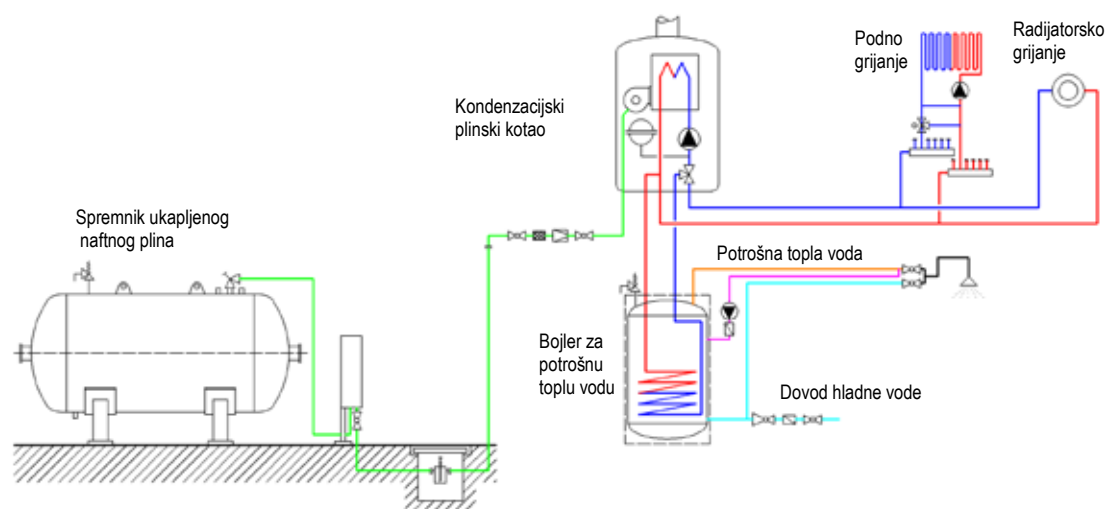 Podno
grijanje
Radijatorsko
grijanje
Kondenzacijski
plinski kotao
Spremnik ukapljenog
naftnog plina
Potrošna topla voda
Bojler za
potrošnu
toplu vodu
Dovod hladne vode